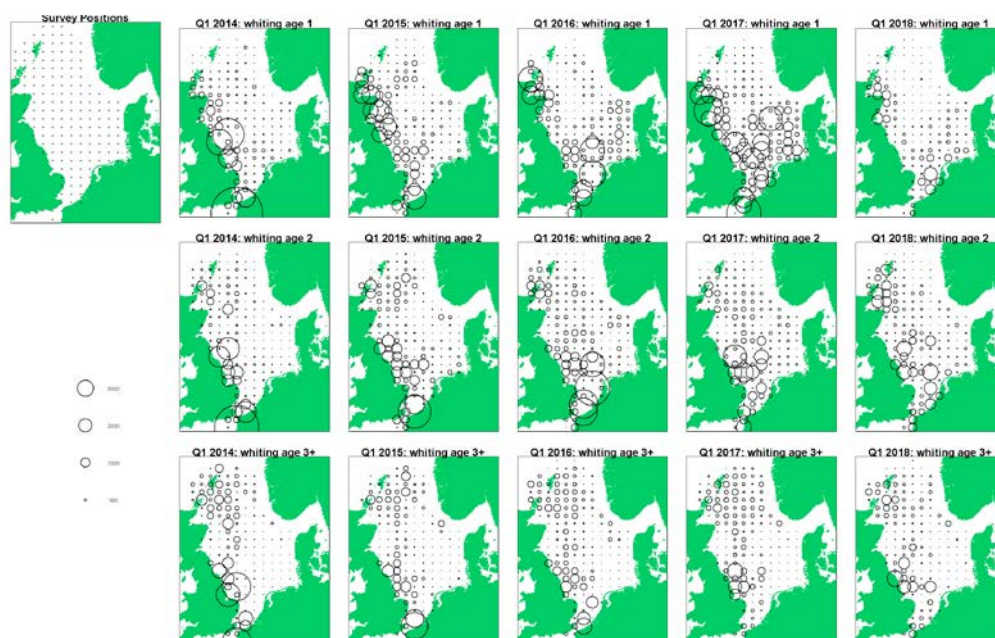 Survey Positions
Q1 2014: whiting age 1
Q1 2015: whiting age 1
Q1 2016: whiting age 1
Q1 2017: whiting age 1
Q1 2018: whiting age 1
Q1 2014: whiting age 2
Q1 2015: whiting age 2
Q1 2016: whiting age 2
Q1 2017: whiting age 2
Q1 2018: whiting age 2
2000
1000
Q1 2014: whiting age 3+
Q1 2015: whiting age 3+
Q1 2016: whiting age 3+
Q1 2017: whiting age 3+
Q1 2018: whiting age 3+